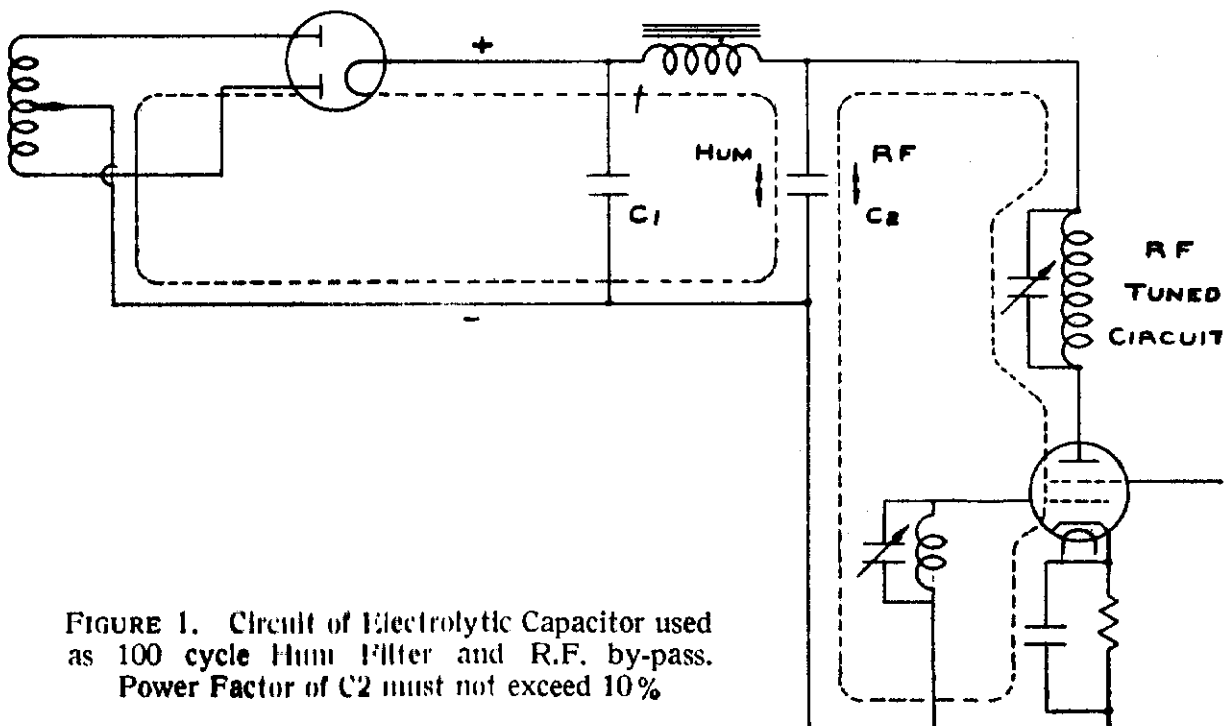 +
HUM
RF
C1
C2
RF
TUNED
CIRCUIT
-
FIGURE 1. Circuit of Electrolytic Capacitor used
as 100 cycle Hum Filter and R.F. by-pass.
Power Factor of C2 must not exceed 10%